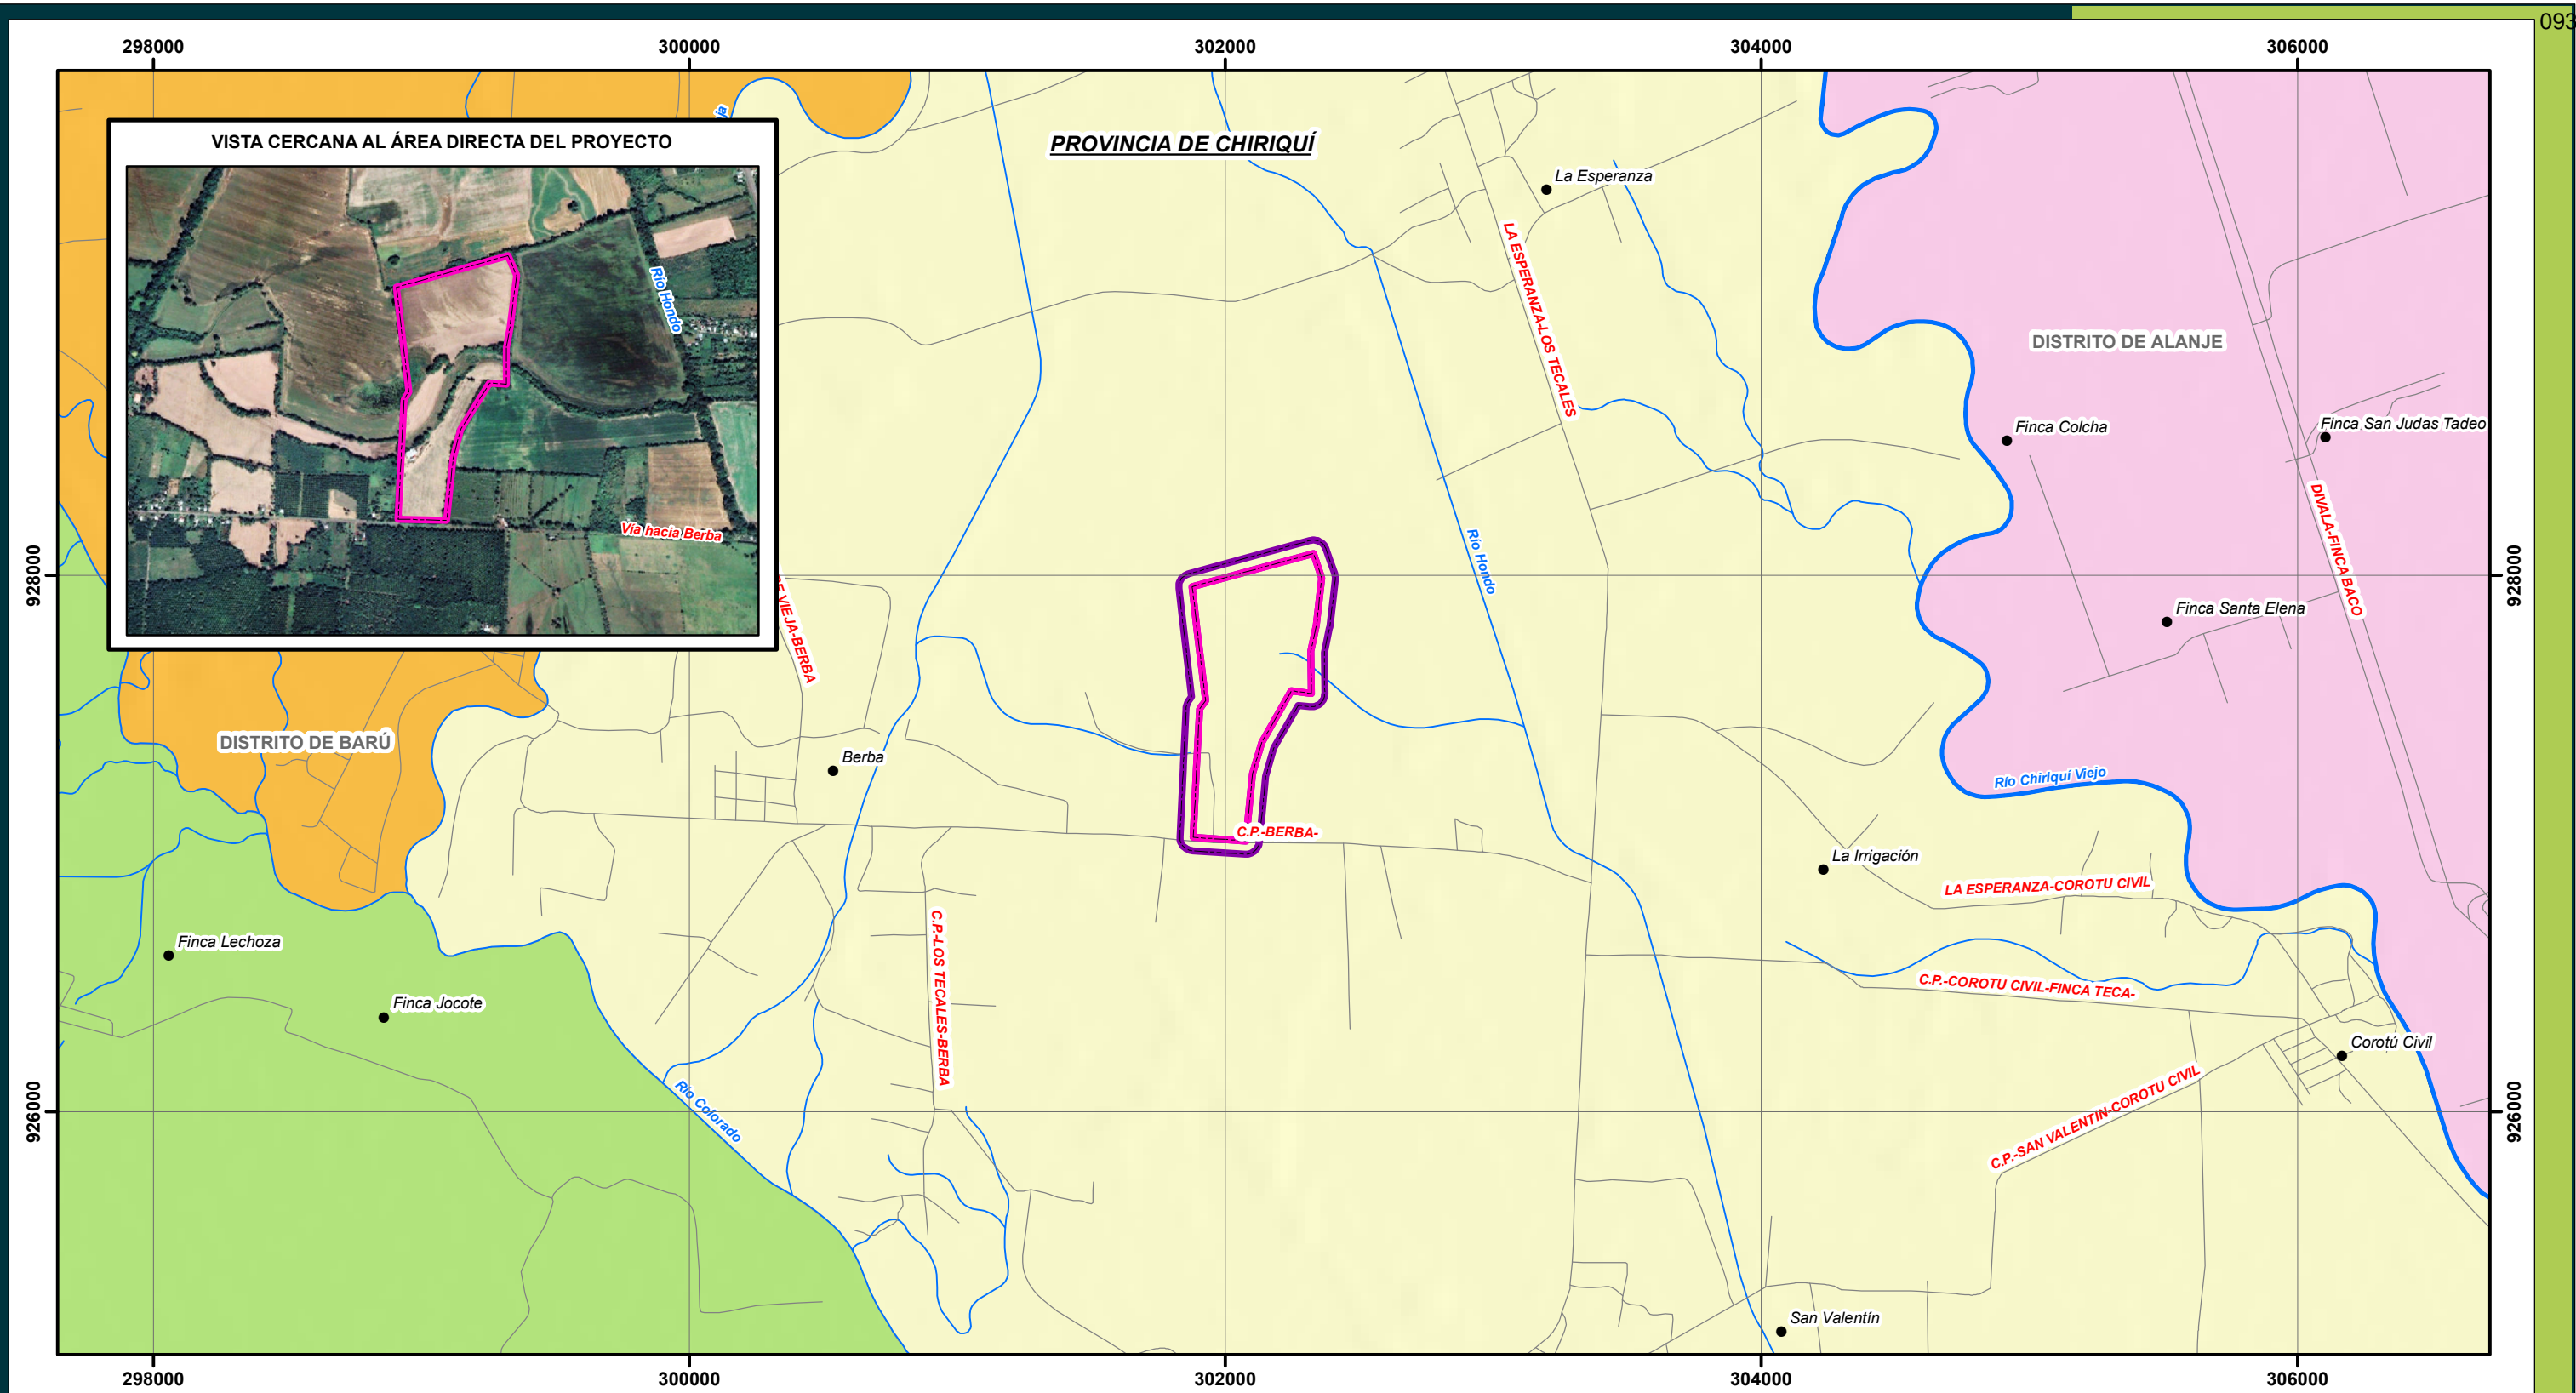 093
298000
300000
302000
304000
306000
VISTA CERCANA AL ÁREA DIRECTA DEL PROYECTO
Río Hondo
Vía hacia Berba
PROVINCIA DE CHIRIQUÍ
La Esperanza
LA ESPERANZA-LOS TECALES
DISTRITO DE ALANJE
Finca Colcha
Finca San Judas Tadeo
DIVALA-FINCA BACO
Finca Santa Elena
928000
928000
Río Hondo
VIEJA-BERBA
DISTRITO DE BARÚ
Berba
Río Chiriquí Viejo
C.P.-BERBA-
La Irrigación
LA ESPERANZA-COROTU CIVIL
Finca Lechoza
Finca Jocote
C.P.-LOS TECALES-BERBA
C.P.-COROTU CIVIL-FINCA TECA-
Corotú Civil
C.P.-SAN VALENTIN-COROTU CIVIL
926000
926000
Río Colorado
San Valentín
298000
300000
302000
304000
306000